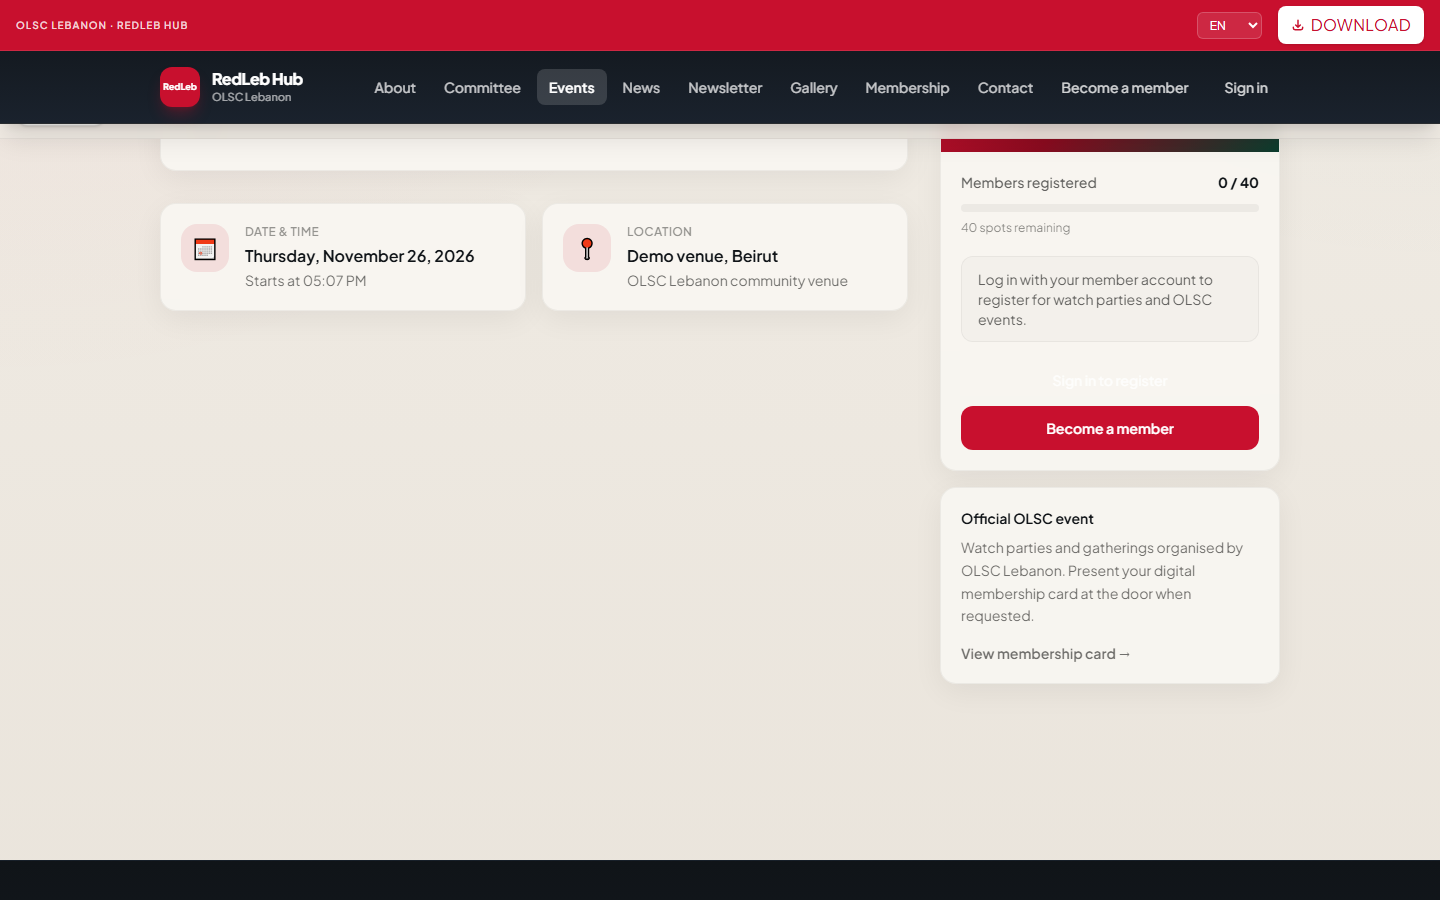 OLSC LEBANON · REDLEB HUB
EN
DOWNLOAD
RedLeb
RedLeb Hub
OLSC Lebanon
About
Committee
Events
News
Newsletter
Gallery
Membership
Contact
Become a member
Sign in
DATE & TIME
Thursday, November 26, 2026
Starts at 05:07 PM
LOCATION
Demo venue, Beirut
OLSC Lebanon community venue
Members registered
0 / 40
40 spots remaining
Log in with your member account to
register for watch parties and OLSC
events.
Sign in to register
Become a member
Official OLSC event
Watch parties and gatherings organised by
OLSC Lebanon. Present your digital
membership card at the door when
requested.
View membership card →